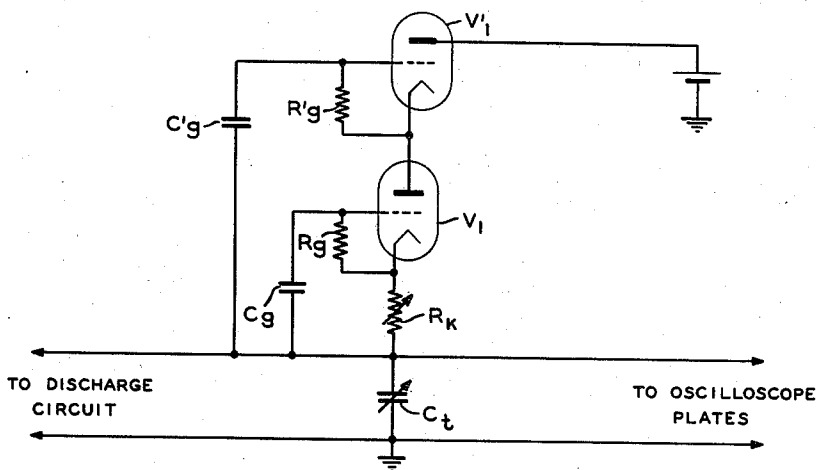 V'1
R'g
C'g
V1
Rg
Cg
RK
TO DISCHARGE
CIRCUIT
TO OSCILLOSCOPE
PLATES
Ct